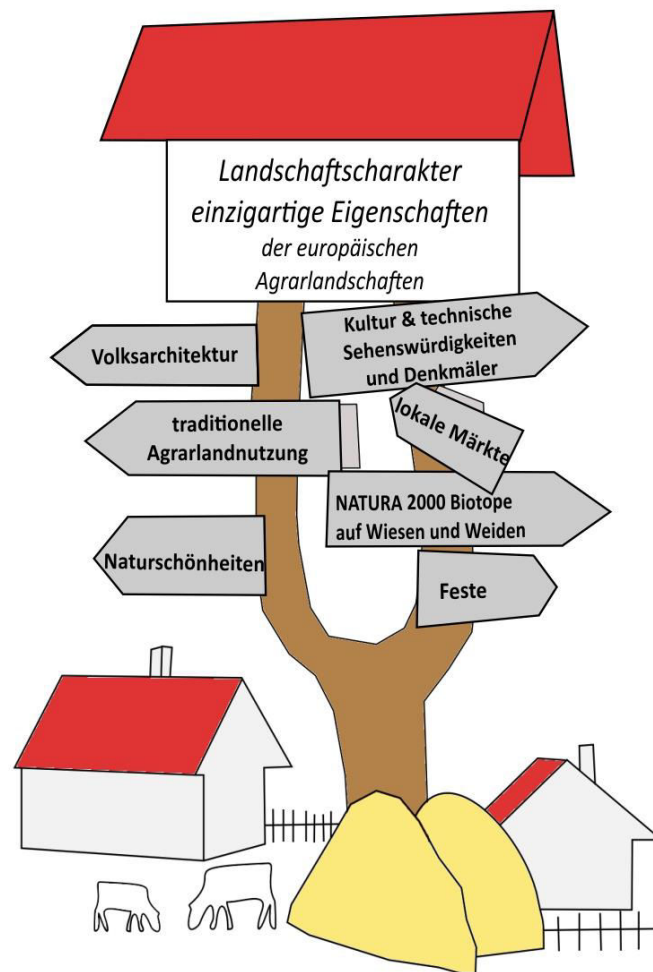 Landschaftscharakter
einzigartige Eigenschaften
der europäischen
Agrarlandschaften
Volksarchitektur
Kultur & technische
Sehenswürdigkeiten
und Denkmäler
traditionelle
Agrarlandnutzung
lokale Märkte
NATURA 2000 Biotope
auf Wiesen und Weiden
Naturschönheiten
Feste